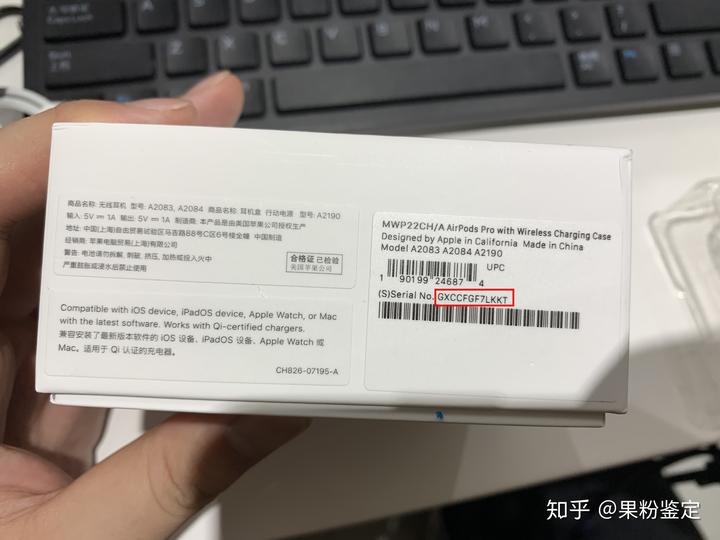 商品名称: 无线耳机 型号: A2083, A2084 商品名称: 耳机盒 行动电源 型号: A2190
输入: 5V⎓1A 输出: 5V⎓1A 制造商: 本产品是由美国苹果公司授权生产
地址: 中国(上海)自由贸易试验区马吉路88号C区6号楼全幢 中国制造
经销商: 苹果电脑贸易(上海)有限公司
警告: 电池请勿拆卸, 刺破, 挤压, 加热或投入火中
严重鼓胀或浸水后禁止使用
合格证 已检验
美国苹果公司
Compatible with iOS device, iPadOS device, Apple Watch, or Mac
with the latest software. Works with Qi-certified chargers.
兼容安装了最新版本软件的 iOS 设备、iPadOS 设备、Apple Watch 或
Mac。适用于 Qi 认证的充电器。
CH826-07195-A
MWP22CH/A AirPods Pro with Wireless Charging Case
Designed by Apple in California Made in China
Model A2083 A2084 A2190
UPC
1 90199 24687 4
(S)Serial No. GXCCFGF7LKKT
知乎 @果粉鉴定